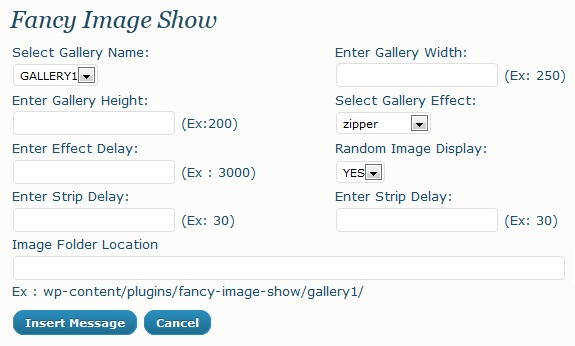 Fancy Image Show
Select Gallery Name: Enter Gallery Width:
GALLERY1 (Ex: 250)
Enter Gallery Height: Select Gallery Effect:
(Ex:200) zipper
Enter Effect Delay: Random Image Display:
(Ex : 3000) YES
Enter Strip Delay: Enter Strip Delay:
(Ex: 30) (Ex: 30)
Image Folder Location
Ex : wp-content/plugins/fancy-image-show/gallery1/
Insert Message Cancel